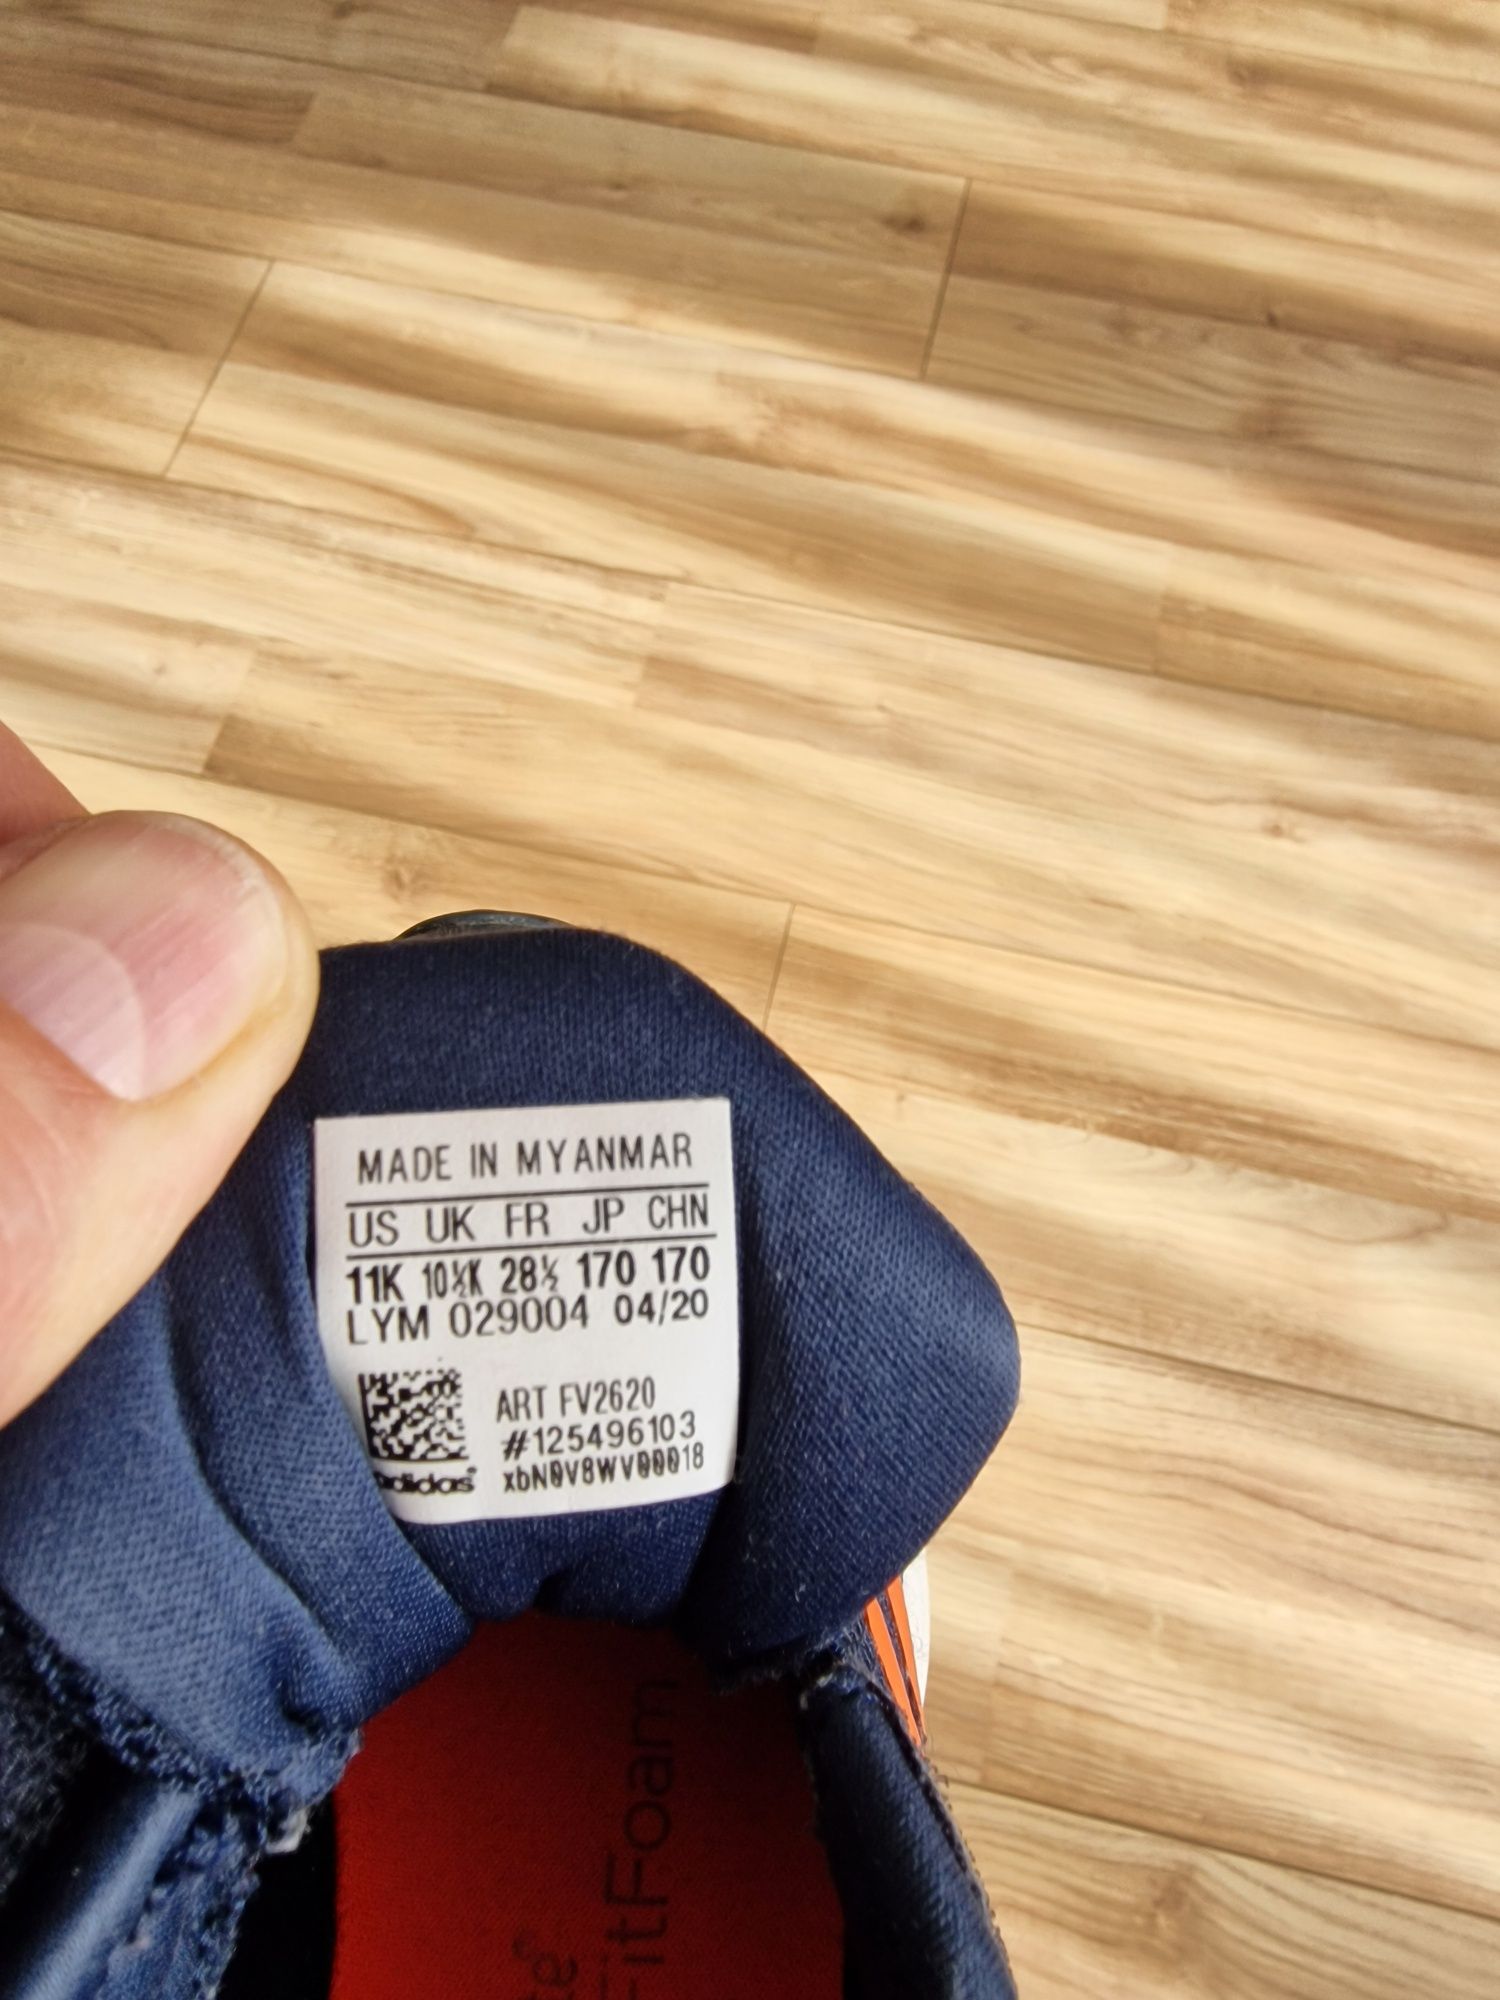 MADE IN MYANMAR
US UK FR JP CHN
11K 10½K 28½ 170 170
LYM 029004 04/20
ART FV2620
#125496103
xbN0V8WV00018
adidas
FitFoam